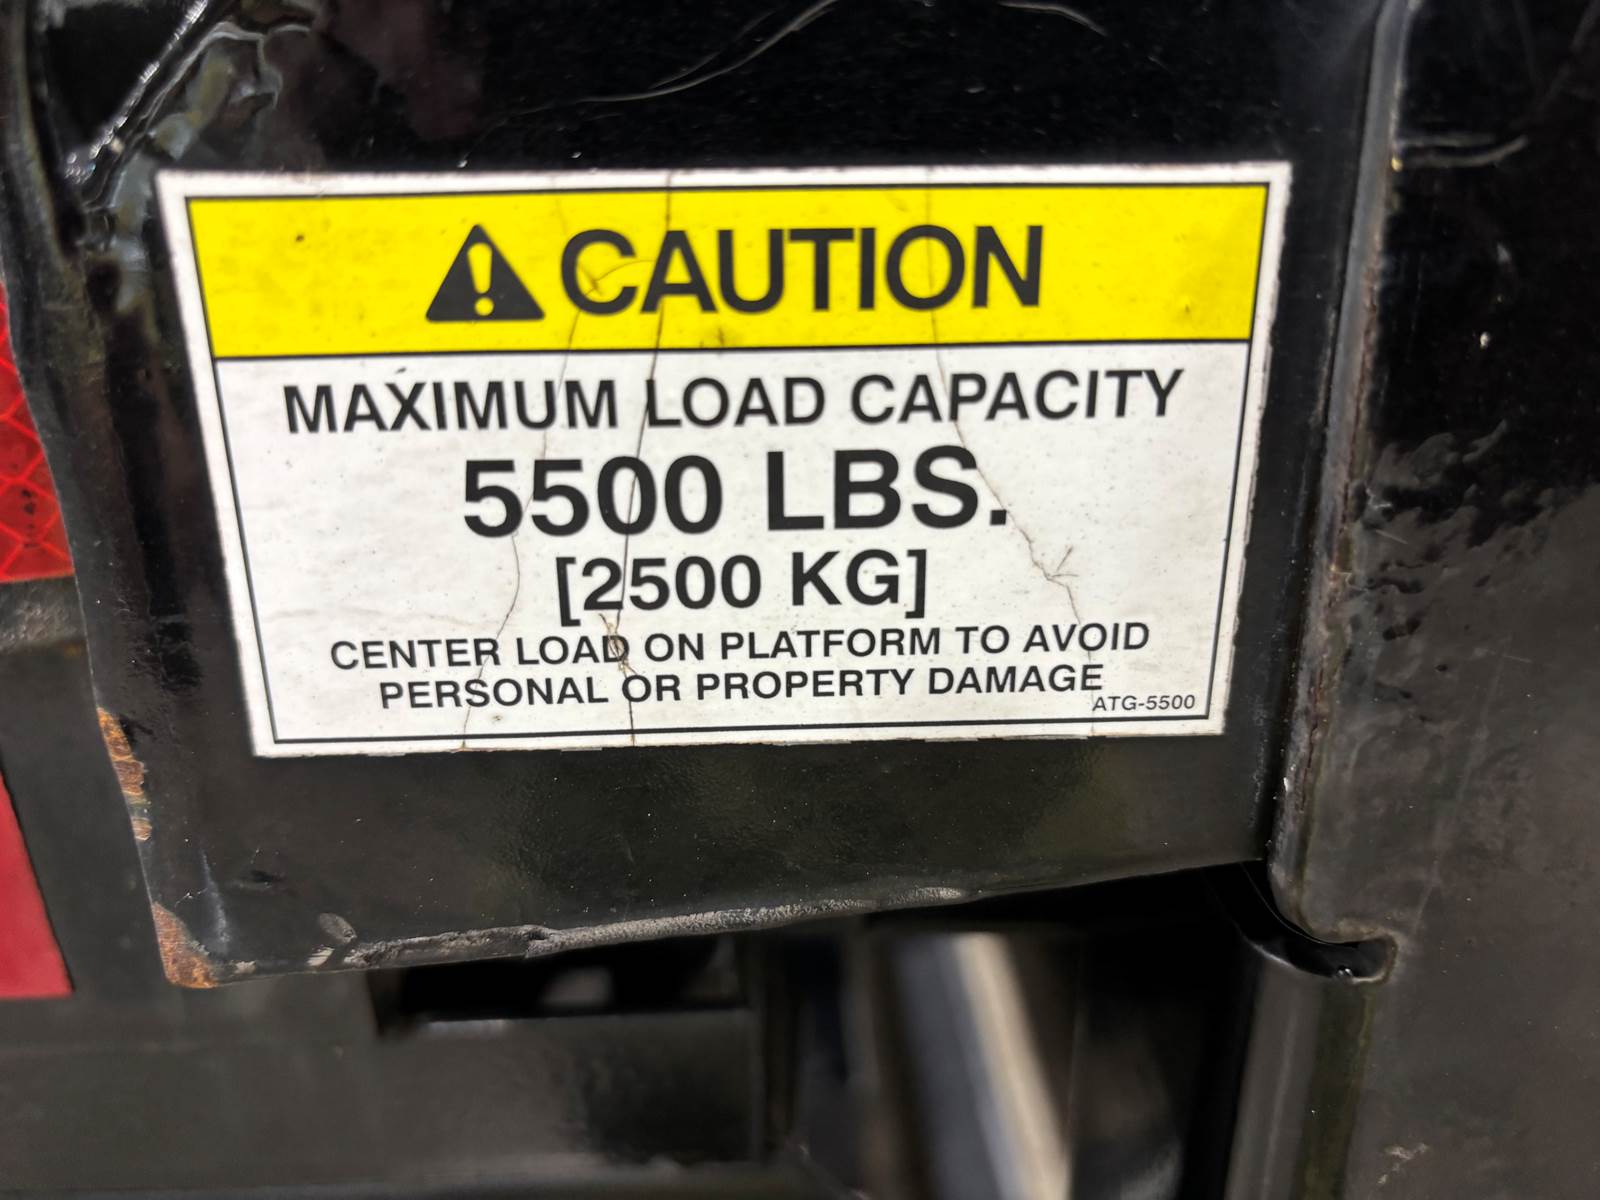 CAUTION
MAXIMUM LOAD CAPACITY
5500 LBS.
[2500 KG]
CENTER LOAD ON PLATFORM TO AVOID
PERSONAL OR PROPERTY DAMAGE
ATG-5500